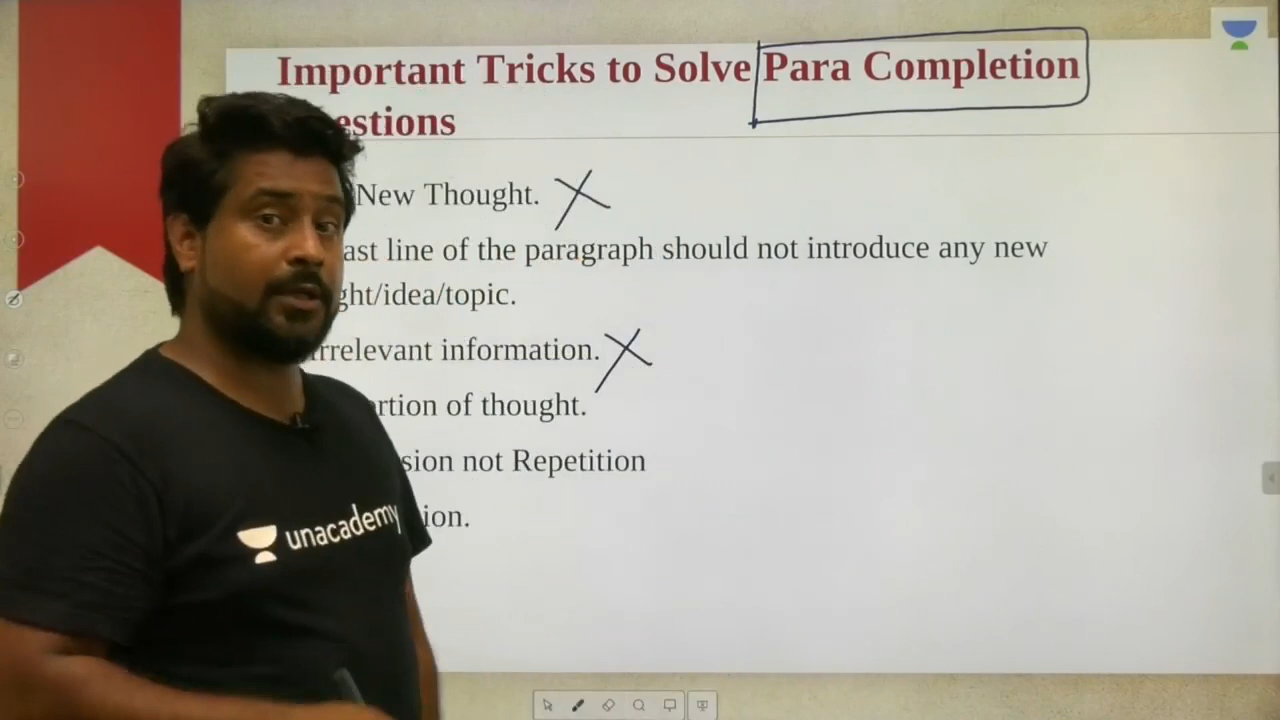 Important Tricks to Solve Para Completion
estions
New Thought.
ast line of the paragraph should not introduce any new
ght/idea/topic.
rrelevant information.
rtion of thought.
sion not Repetition
ion.
unacademy